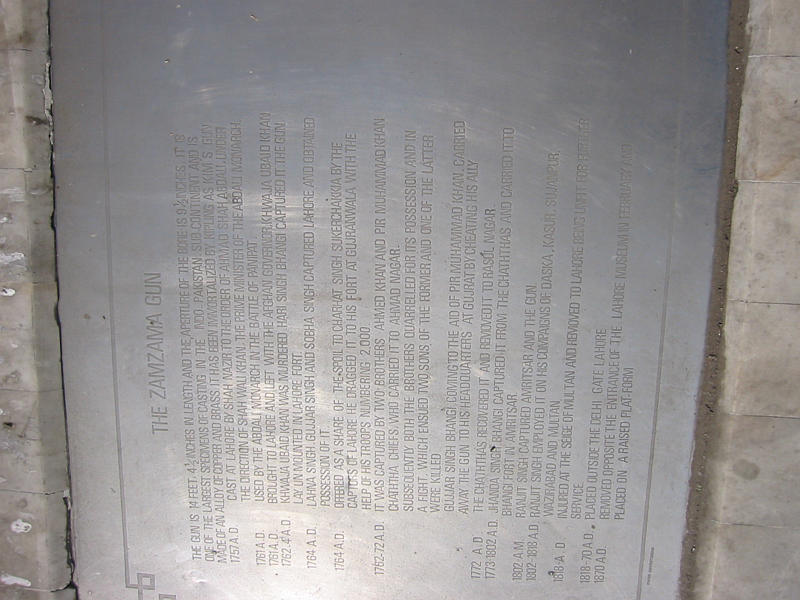 THE ZAMZAMA GUN
THE GUN IS 14 FEET. 4½ INCHES IN LENGTH AND THE APERTURE OF THE BORE IS 9½ INCHES. IT IS
ONE OF THE LARGEST SPECIMENS OF CASTING IN THE INDO PAKISTAN SUB-CONTINENT AND IS
MADE OF AN ALLOY OF COPPER AND BRASS. IT HAS BEEN IMMORTALIZED BY KIPLING AS KIM'S GUN
1757 A.D. CAST AT LAHORE BY SHAH NAZIR TO THE ORDER OF AHMAD SHAH ABDALI, UNDER
THE DIRECTION OF SHAH WALI KHAN, THE PRIME MINISTER OF THE ABDALI MONARCH.
1761 A.D. USED BY THE ABDALI MONARCH IN THE BATTLE OF PANIPAT
1761 A.D. BROUGHT TO LAHORE AND LEFT WITH THE AFGHAN GOVERNOR KHWAJA UBAID KHAN
1762 A.D. KHWAJA UBAID KHAN WAS MURDERED. HARI SINGH BHANGI CAPTURED IT THE GUN
LAY UN MOUNTED IN LAHORE FORT
1764 A.D. LAHNA SINGH, GUJJAR SINGH AND SOBHA SINGH CAPTURED LAHORE AND OBTAINED
POSSESSION OF IT.
1764 A.D. OFFERED AS A SHARE OF THE SPOIL TO CHARHAT SINGH SUKERCHAKIA BY THE
CAPTORS OF LAHORE HE DRAGGED IT TO HIS FORT AT GUJRANWALA WITH THE
HELP OF HIS TROOPS NUMBERING 2,000
1762-72 A.D. IT WAS CAPTURED BY TWO BROTHERS AHMED KHAN AND PIR MUHAMMAD KHAN
CHATTHA CHIEFS WHO CARRIED IT TO AHMAD NAGAR.
SUBSEQUENTLY BOTH THE BROTHERS QUARRELLED FOR ITS POSSESSION AND IN
A FIGHT WHICH ENSUED TWO SONS OF THE FORMER AND ONE OF THE LATTER
WERE KILLED
GUJJAR SINGH BHANGI COMING TO THE AID OF PIR MUHAMMAD KHAN, CARRIED
AWAY THE GUN TO HIS HEADQUARTERS AT GUJRAT BY CHEATING HIS ALLY
1772 A.D. THE CHATTHAS RECOVERED IT AND REMOVED IT TO RASUL NAGAR.
1773-1802 A.D. JHANDA SINGH BHANGI CAPTURED IT FROM THE CHATTHAS AND CARRIED IT TO
BHANGI FORT IN AMRITSAR
1802 A.M RANJIT SINGH CAPTURED AMRITSAR AND THE GUN.
1802-1818 A.D RANJIT SINGH EMPLOYED IT ON HIS COMPAIGNS OF DASKA, KASUR, SUJANPUR,
WAZIRABAD AND MULTAN
1818 A.D INJURED AT THE SEIGE OF MULTAN AND REMOVED TO LAHORE BEING UNFIT FOR FURTHER
SERVICE
1818-70 A.D. PLACED OUTSIDE THE DELHI GATE LAHORE
1870 A.D. REMOVED OPPOSITE THE ENTRANCE OF THE LAHORE MUSEUM IN FEBRUARY AND
PLACED ON A RAISED PLATFORM